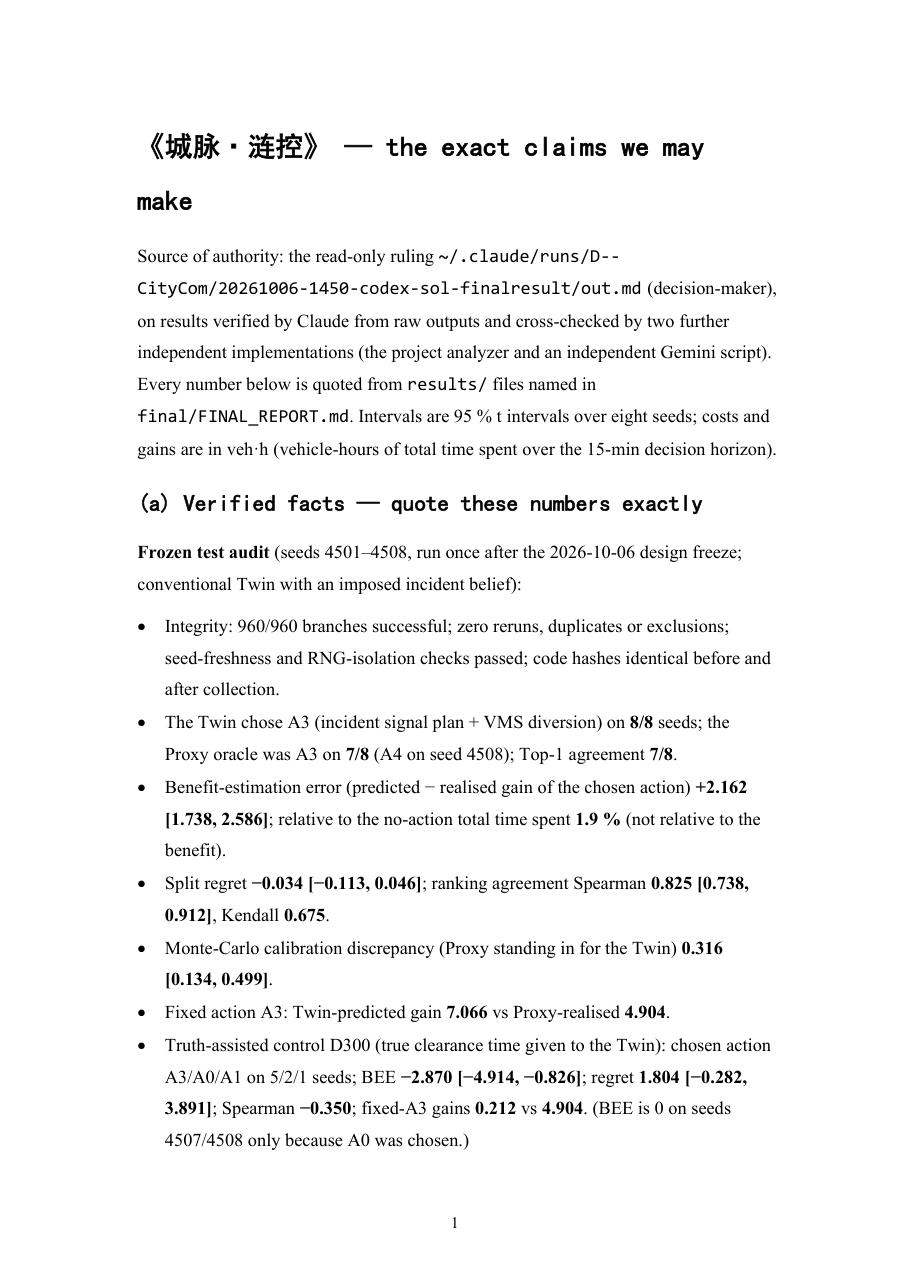 《城脉·涟控》 — the exact claims we may
make
Source of authority: the read-only ruling ~/.claude/runs/D--
CityCom/20261006-1450-codex-sol-finalresult/out.md (decision-maker),
on results verified by Claude from raw outputs and cross-checked by two further
independent implementations (the project analyzer and an independent Gemini script).
Every number below is quoted from results/ files named in
final/FINAL_REPORT.md. Intervals are 95 % t intervals over eight seeds; costs and
gains are in veh·h (vehicle-hours of total time spent over the 15-min decision horizon).
(a) Verified facts — quote these numbers exactly
Frozen test audit (seeds 4501–4508, run once after the 2026-10-06 design freeze;
conventional Twin with an imposed incident belief):
• Integrity: 960/960 branches successful; zero reruns, duplicates or exclusions;
seed-freshness and RNG-isolation checks passed; code hashes identical before and
after collection.
• The Twin chose A3 (incident signal plan + VMS diversion) on 8/8 seeds; the
Proxy oracle was A3 on 7/8 (A4 on seed 4508); Top-1 agreement 7/8.
• Benefit-estimation error (predicted − realised gain of the chosen action) +2.162
[1.738, 2.586]; relative to the no-action total time spent 1.9 % (not relative to the
benefit).
• Split regret −0.034 [−0.113, 0.046]; ranking agreement Spearman 0.825 [0.738,
0.912], Kendall 0.675.
• Monte-Carlo calibration discrepancy (Proxy standing in for the Twin) 0.316
[0.134, 0.499].
• Fixed action A3: Twin-predicted gain 7.066 vs Proxy-realised 4.904.
• Truth-assisted control D300 (true clearance time given to the Twin): chosen action
A3/A0/A1 on 5/2/1 seeds; BEE −2.870 [−4.914, −0.826]; regret 1.804 [−0.282,
3.891]; Spearman −0.350; fixed-A3 gains 0.212 vs 4.904. (BEE is 0 on seeds
4507/4508 only because A0 was chosen.)
1